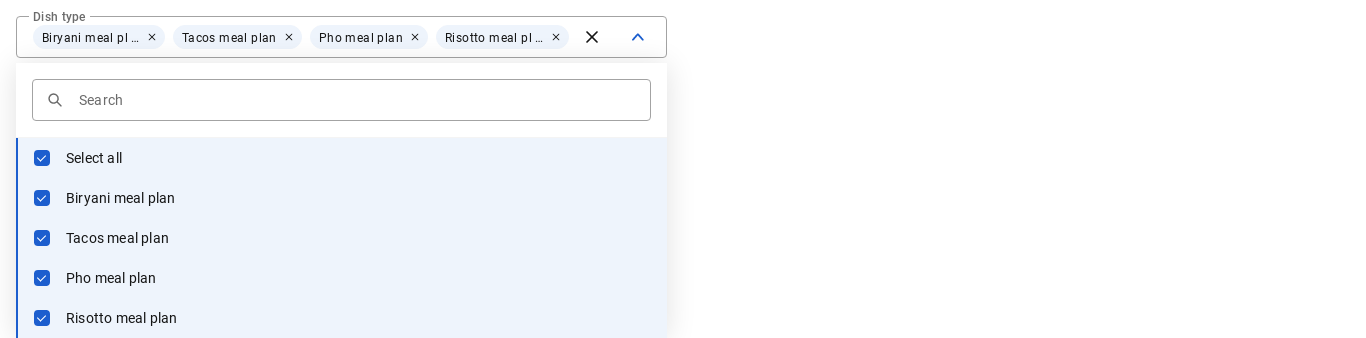 Dish type
Biryani meal pl … Tacos meal plan Pho meal plan Risotto meal pl …
Search
Select all
Biryani meal plan
Tacos meal plan
Pho meal plan
Risotto meal plan